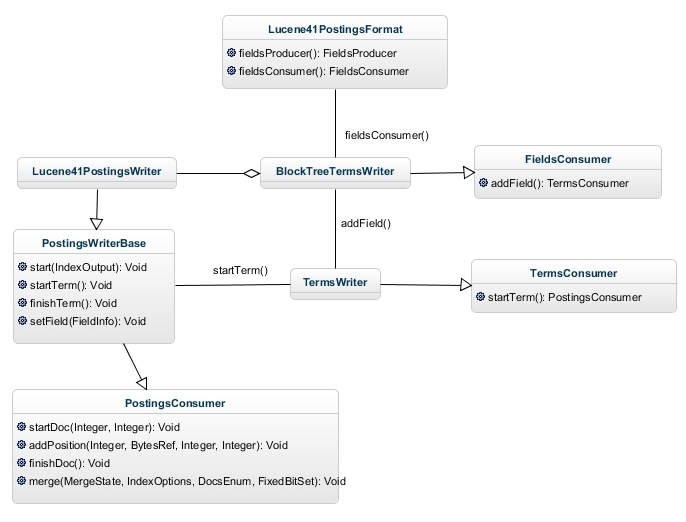 Lucene41PostingsFormat
fieldsProducer(): FieldsProducer
fieldsConsumer(): FieldsConsumer
fieldsConsumer()
Lucene41PostingsWriter
BlockTreeTermsWriter
FieldsConsumer
addField(): TermsConsumer
addField()
PostingsWriterBase
start(IndexOutput): Void
startTerm(): Void
finishTerm(): Void
setField(FieldInfo): Void
startTerm()
TermsWriter
TermsConsumer
startTerm(): PostingsConsumer
PostingsConsumer
startDoc(Integer, Integer): Void
addPosition(Integer, BytesRef, Integer, Integer): Void
finishDoc(): Void
merge(MergeState, IndexOptions, DocsEnum, FixedBitSet): Void